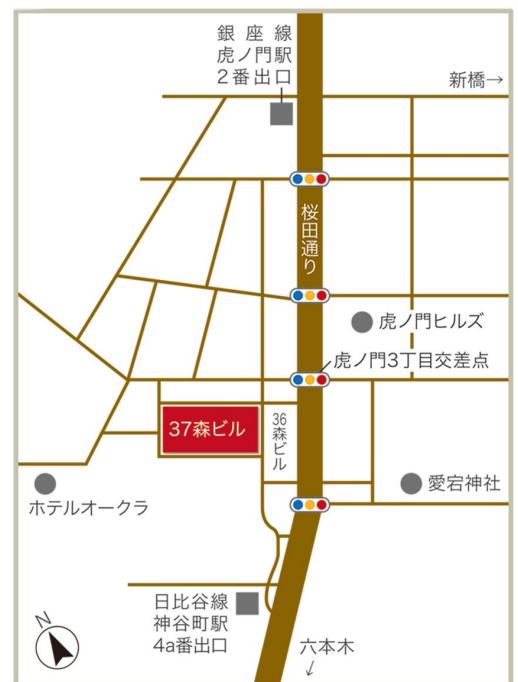 銀座線
虎ノ門駅
2番出口
新橋→
桜田通り
虎ノ門ヒルズ
虎ノ門3丁目交差点
37森ビル
36森ビル
愛宕神社
ホテルオークラ
日比谷線
神谷町駅
4a番出口
六本木
↓
N